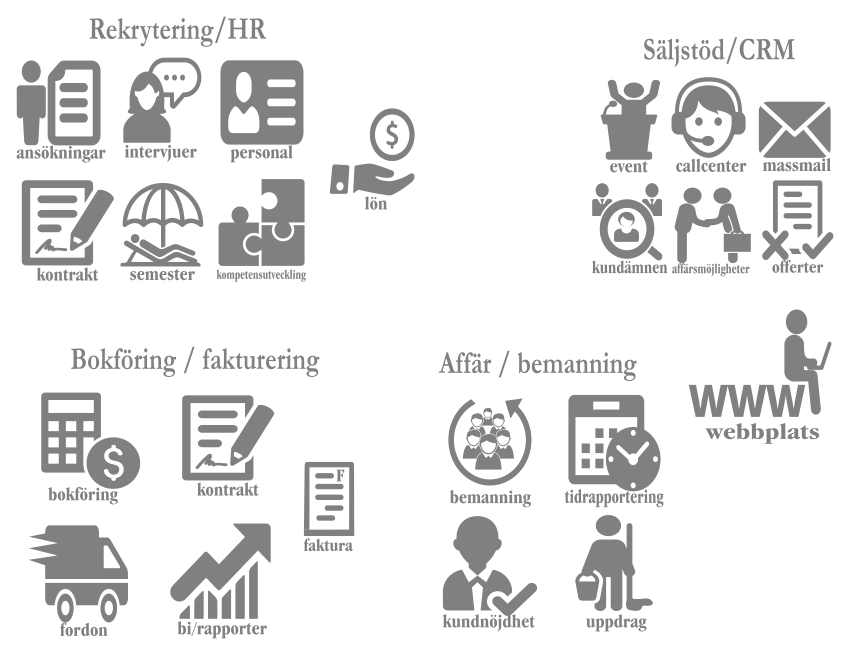 Rekrytering/HR
ansökningar
intervjuer
personal
kontrakt
semester
kompetensutveckling
$
lön
Säljstöd/CRM
event
callcenter
massmail
kundämnen
affärsmöjligheter
offerter
WWW
webbplats
Bokföring / fakturering
$
bokföring
kontrakt
F
faktura
fordon
bi/rapporter
Affär / bemanning
bemanning
tidrapportering
kundnöjdhet
uppdrag